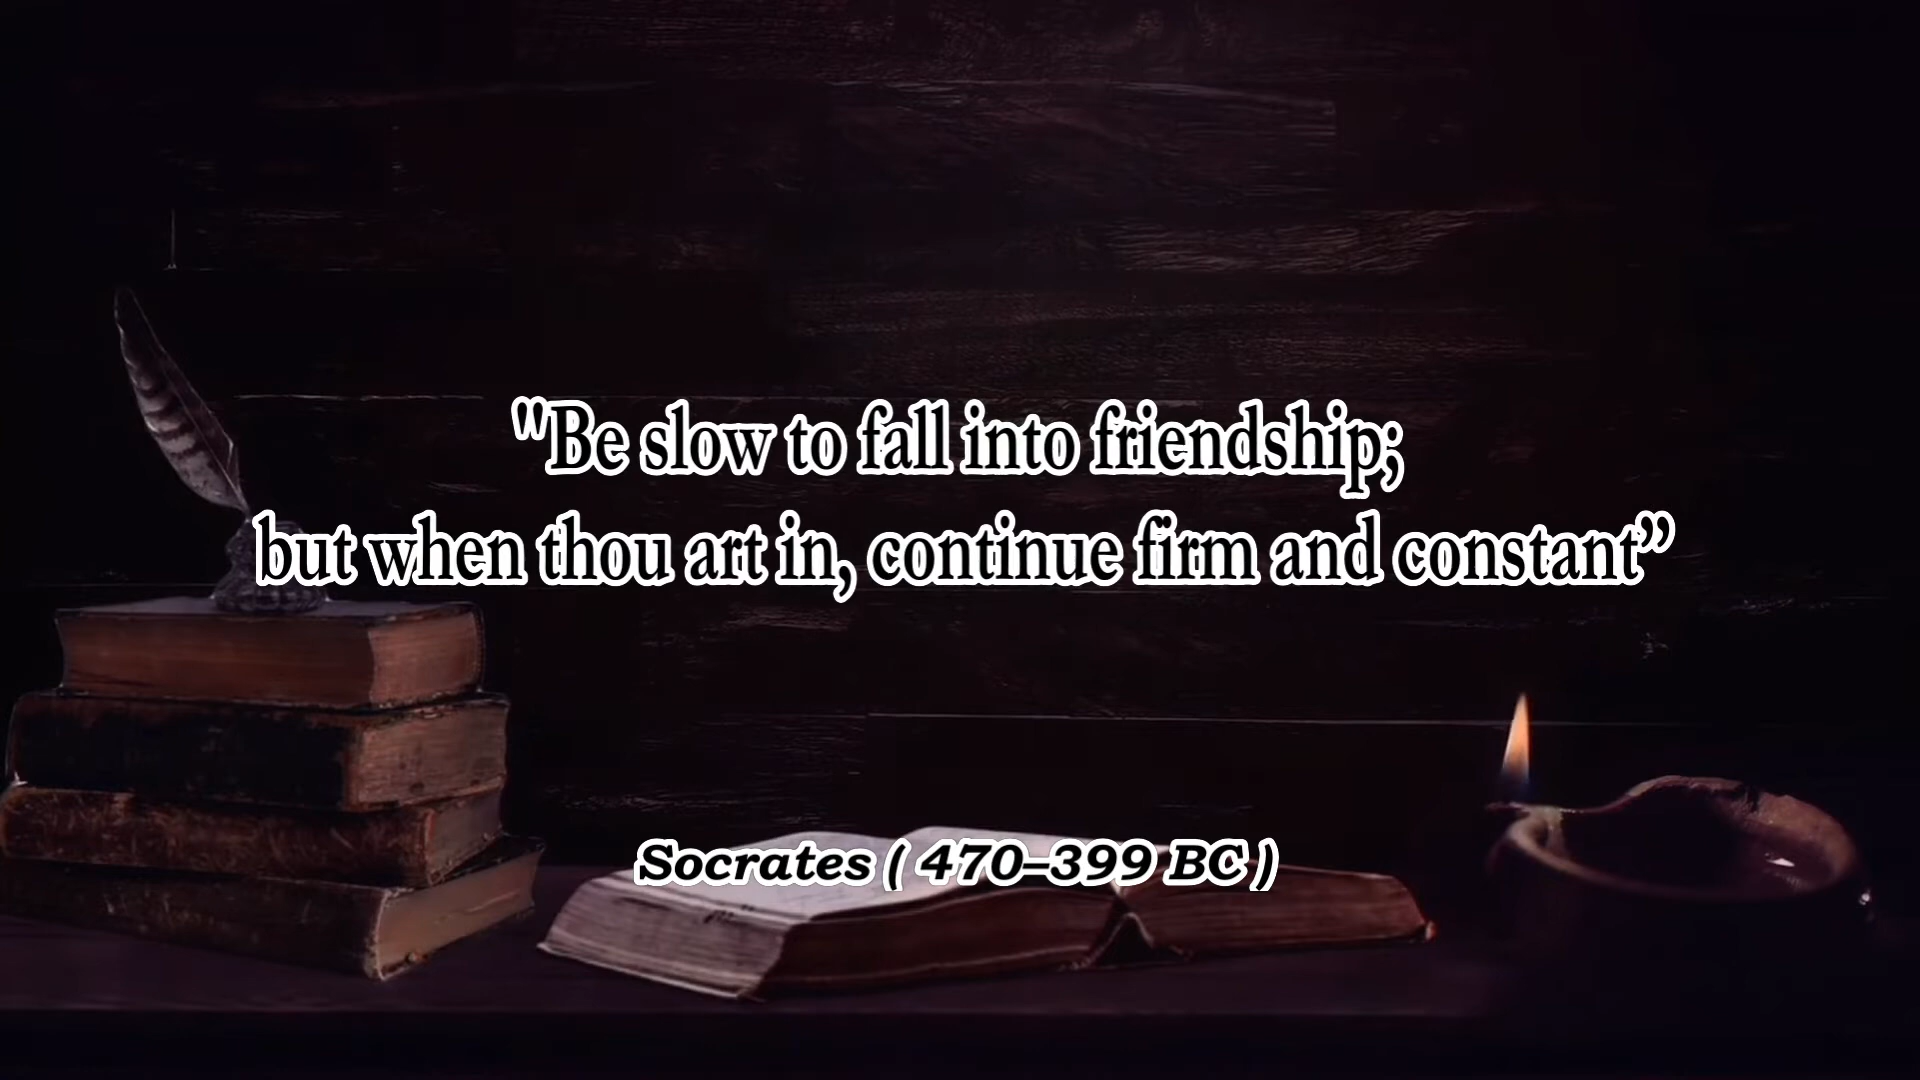 "Be slow to fall into friendship;
but when thou art in, continue firm and constant”
Socrates ( 470–399 BC )